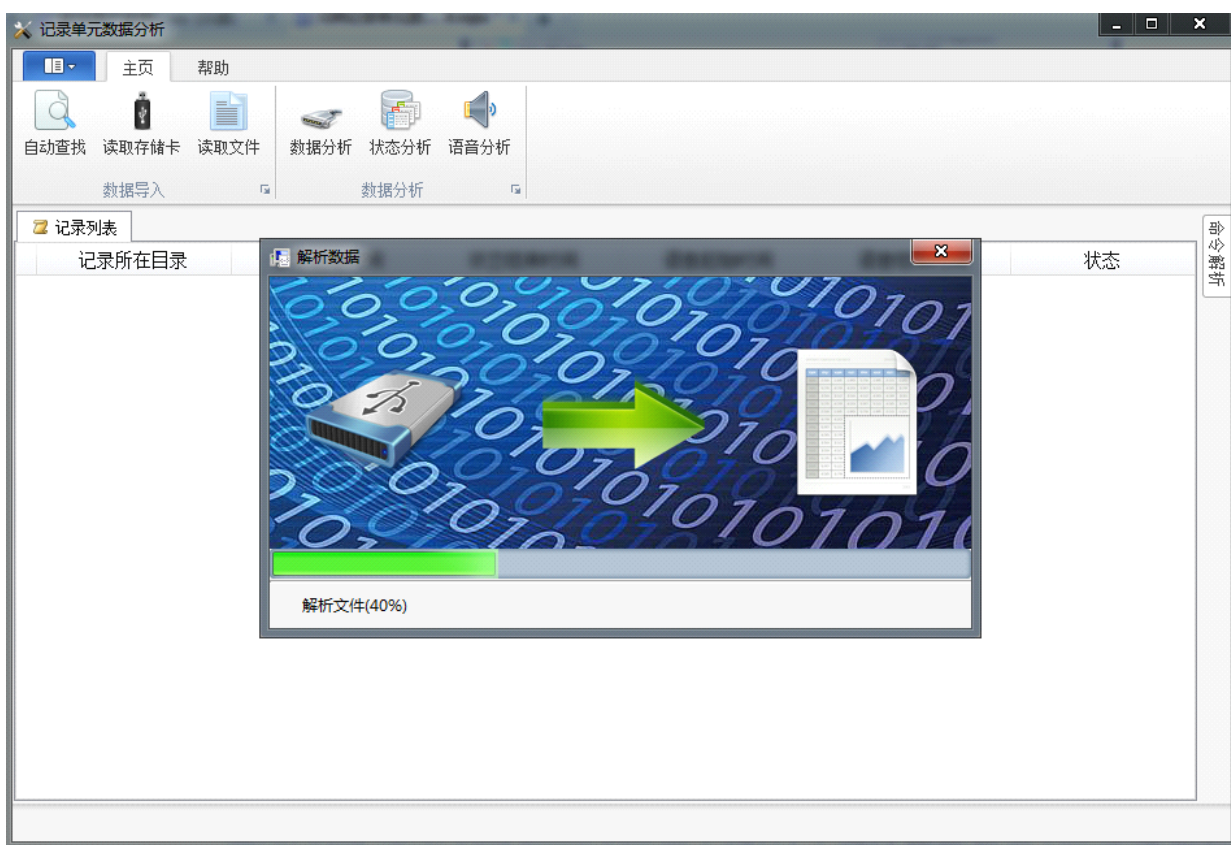 记录单元数据分析
主页 帮助
自动查找 读取存储卡 读取文件 数据分析 状态分析 语音分析
数据导入 数据分析
记录列表
命令解析
记录所在目录 状态
解析数据
解析文件(40%)